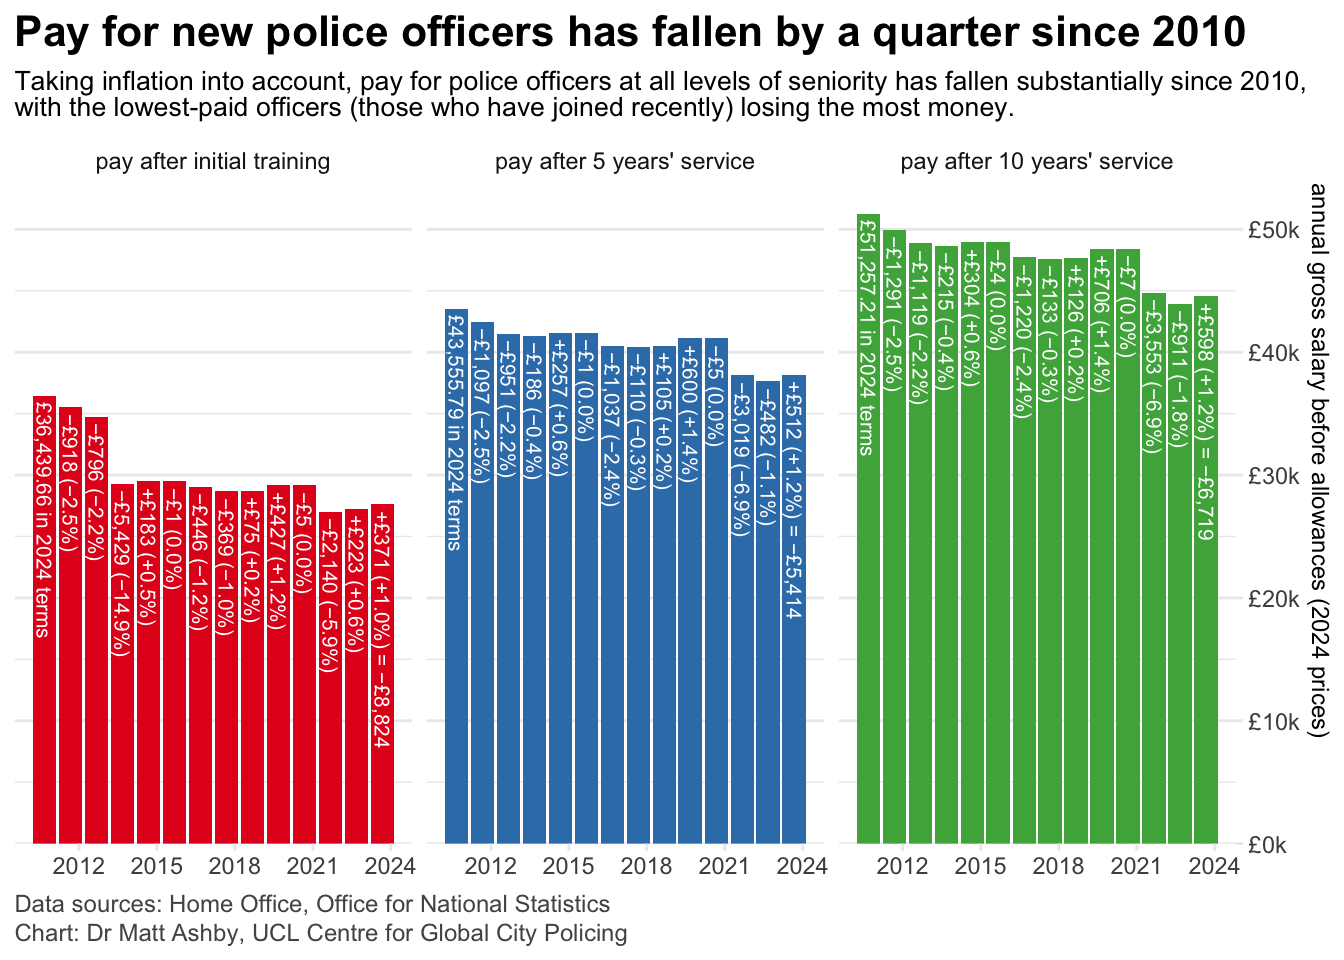 Pay for new police officers has fallen by a quarter since 2010
Taking inflation into account, pay for police officers at all levels of seniority has fallen substantially since 2010,
with the lowest-paid officers (those who have joined recently) losing the most money.
pay after initial training
£36,439.66 in 2024 terms
−£918 (−2.5%)
−£796 (−2.2%)
−£5,429 (−14.9%)
+£183 (+0.5%)
−£1 (0.0%)
−£446 (−1.2%)
−£369 (−1.0%)
+£75 (+0.2%)
+£427 (+1.2%)
−£5 (0.0%)
−£2,140 (−5.9%)
+£223 (+0.6%)
+£371 (+1.0%) = −£8,824
2012 2015 2018 2021 2024
pay after 5 years' service
£43,555.79 in 2024 terms
−£1,097 (−2.5%)
−£951 (−2.2%)
−£186 (−0.4%)
+£257 (+0.6%)
−£1 (0.0%)
−£1,037 (−2.4%)
−£110 (−0.3%)
+£105 (+0.2%)
+£600 (+1.4%)
−£5 (0.0%)
−£3,019 (−6.9%)
−£482 (−1.1%)
+£512 (+1.2%) = −£5,414
2012 2015 2018 2021 2024
pay after 10 years' service
£51,257.21 in 2024 terms
−£1,291 (−2.5%)
−£1,119 (−2.2%)
−£215 (−0.4%)
+£304 (+0.6%)
−£4 (0.0%)
−£1,220 (−2.4%)
−£133 (−0.3%)
+£126 (+0.2%)
+£706 (+1.4%)
−£7 (0.0%)
−£3,553 (−6.9%)
−£911 (−1.8%)
+£598 (+1.2%) = −£6,719
2012 2015 2018 2021 2024
£50k
£40k
£30k
£20k
£10k
£0k
annual gross salary before allowances (2024 prices)
Data sources: Home Office, Office for National Statistics
Chart: Dr Matt Ashby, UCL Centre for Global City Policing